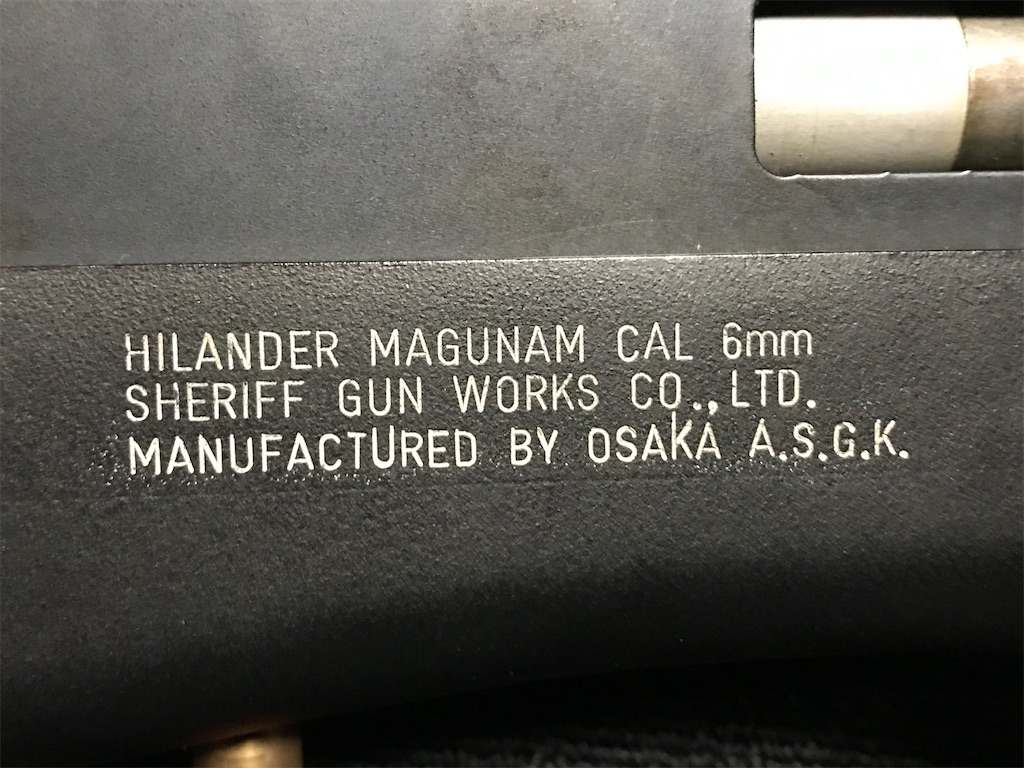 HILANDER MAGUNAM CAL 6mm
SHERIFF GUN WORKS CO.,LTD.
MANUFACTURED BY OSAKA A.S.G.K.